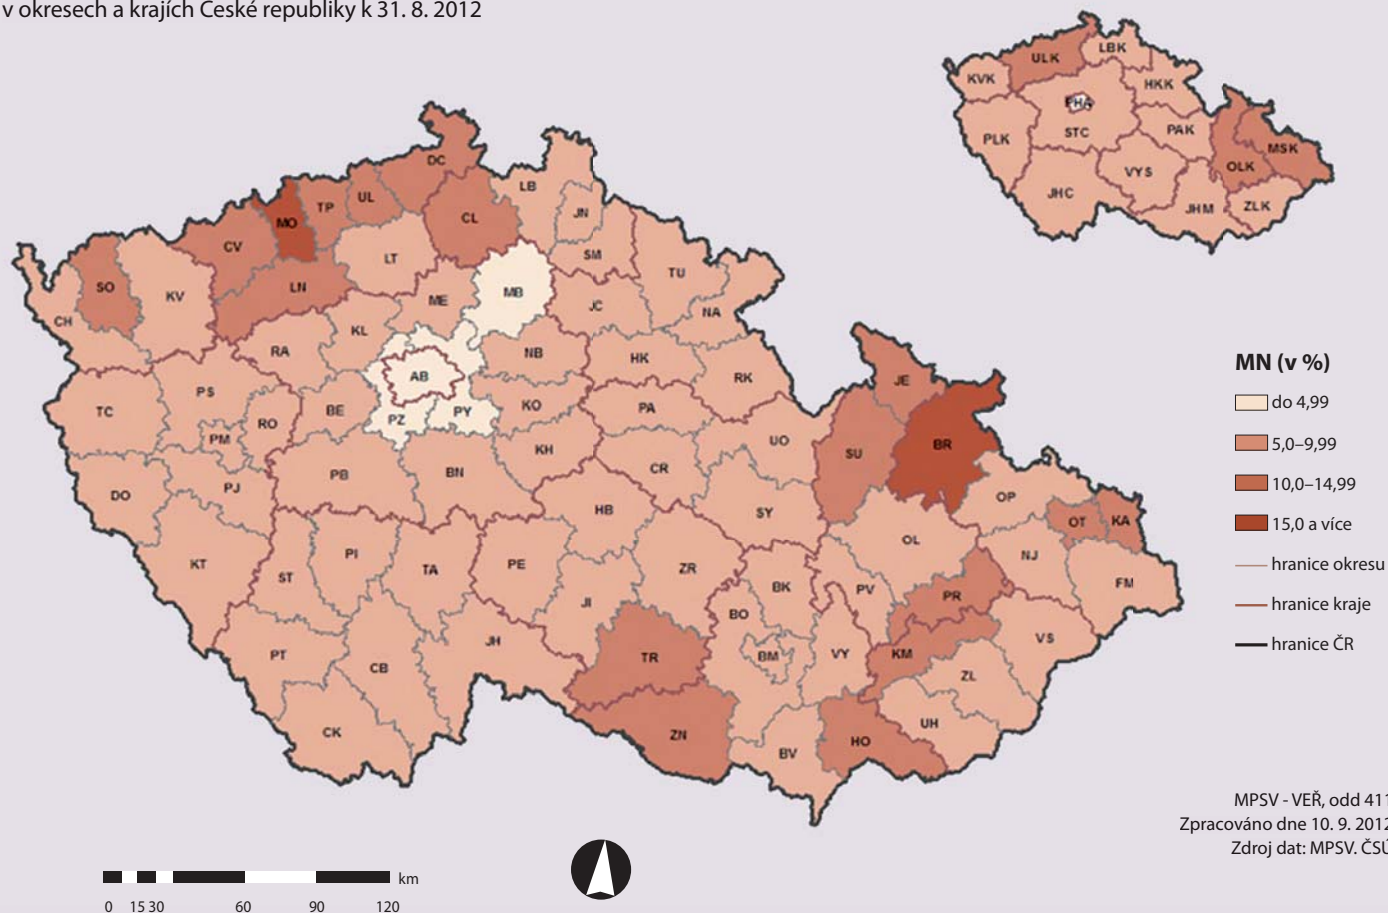 v okresech a krajích České republiky k 31. 8. 2012
ULK
LBK
KVK
HKK
PHA
PLK
STC
PAK
MSK
OLK
VYS
JHC
JHM
ZLK
DC
LB
TP
UL
MO
CL
JN
CV
LT
SM
TU
SO
KV
LN
ME
MB
JC
NA
CH
KL
RA
NB
HK
AB
RK
JE
PS
TC
BE
PZ
PY
KO
PA
RO
PM
UO
BR
SU
KH
PB
BN
CR
PJ
DO
OP
HB
SY
OT
KA
OL
KT
PI
TA
PE
ZR
NJ
ST
BK
PV
FM
JI
BO
PR
JH
VS
PT
CB
TR
BM
VY
KM
ZL
CK
ZN
BV
HO
UH
MN (v %)
do 4,99
5,0–9,99
10,0–14,99
15,0 a více
hranice okresu
hranice kraje
hranice ČR
MPSV - VEŘ, odd 411
Zpracováno dne 10. 9. 2012
Zdroj dat: MPSV. ČSÚ
km
0 15 30 60 90 120